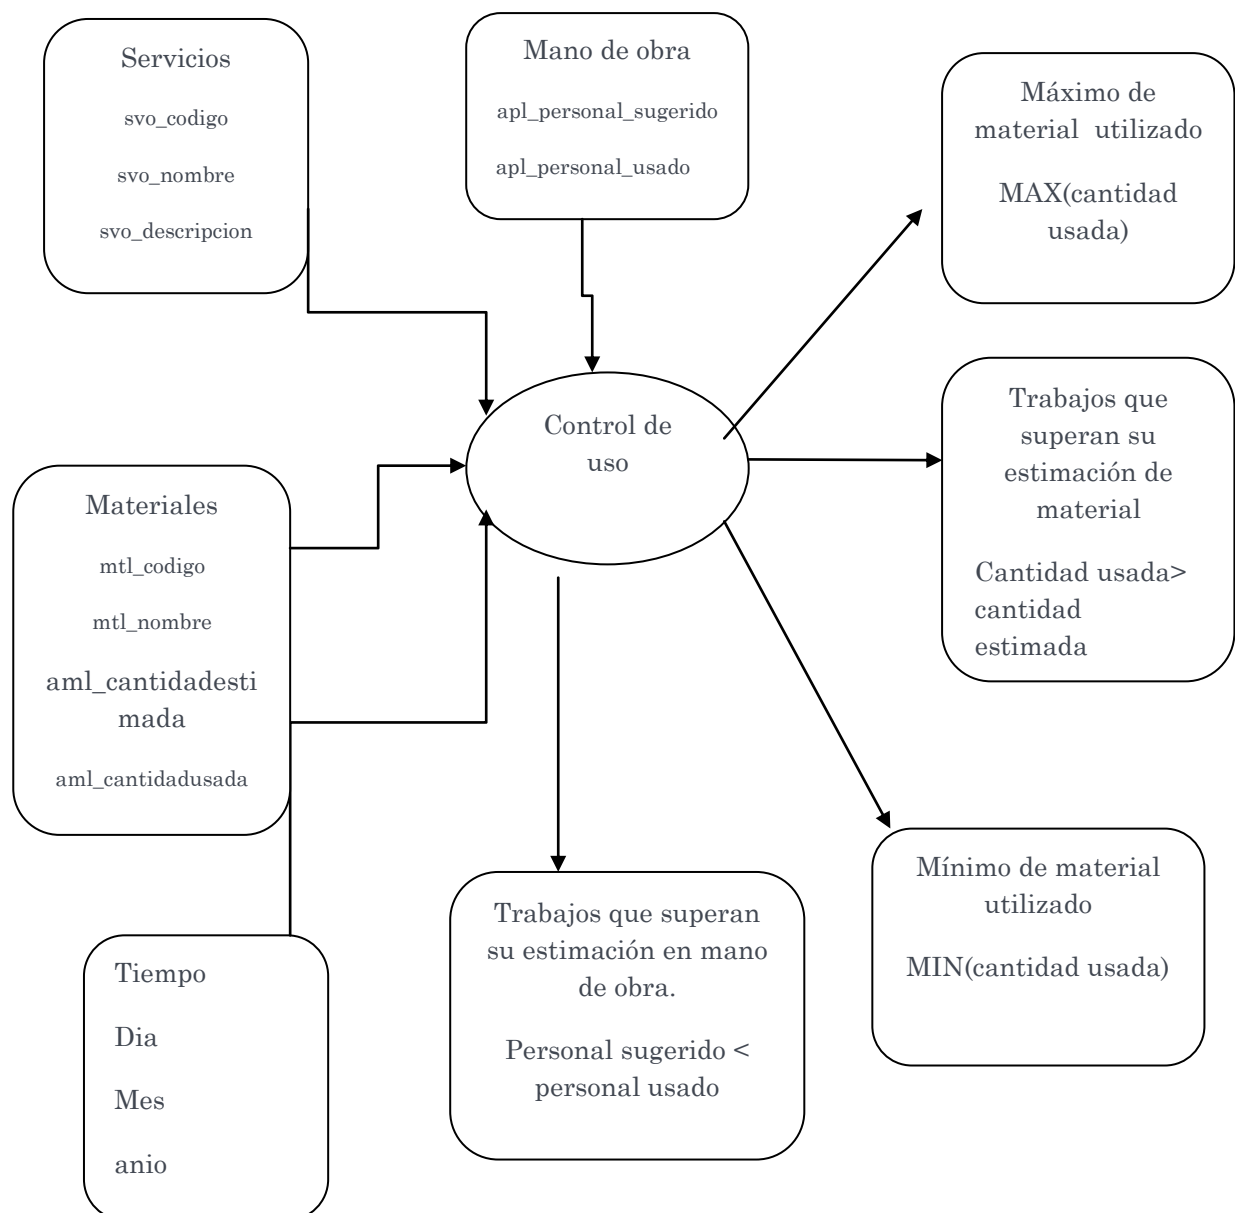 Servicios
svo_codigo
svo_nombre
svo_descripcion
Mano de obra
apl_personal_sugerido
apl_personal_usado
Máximo de
material utilizado
MAX(cantidad
usada)
Control de
uso
Trabajos que
superan su
estimación de
material
Cantidad usada>
cantidad
estimada
Materiales
mtl_codigo
mtl_nombre
aml_cantidadesti
mada
aml_cantidadusada
Tiempo
Dia
Mes
anio
Trabajos que superan
su estimación en mano
de obra.
Personal sugerido <
personal usado
Mínimo de material
utilizado
MIN(cantidad usada)